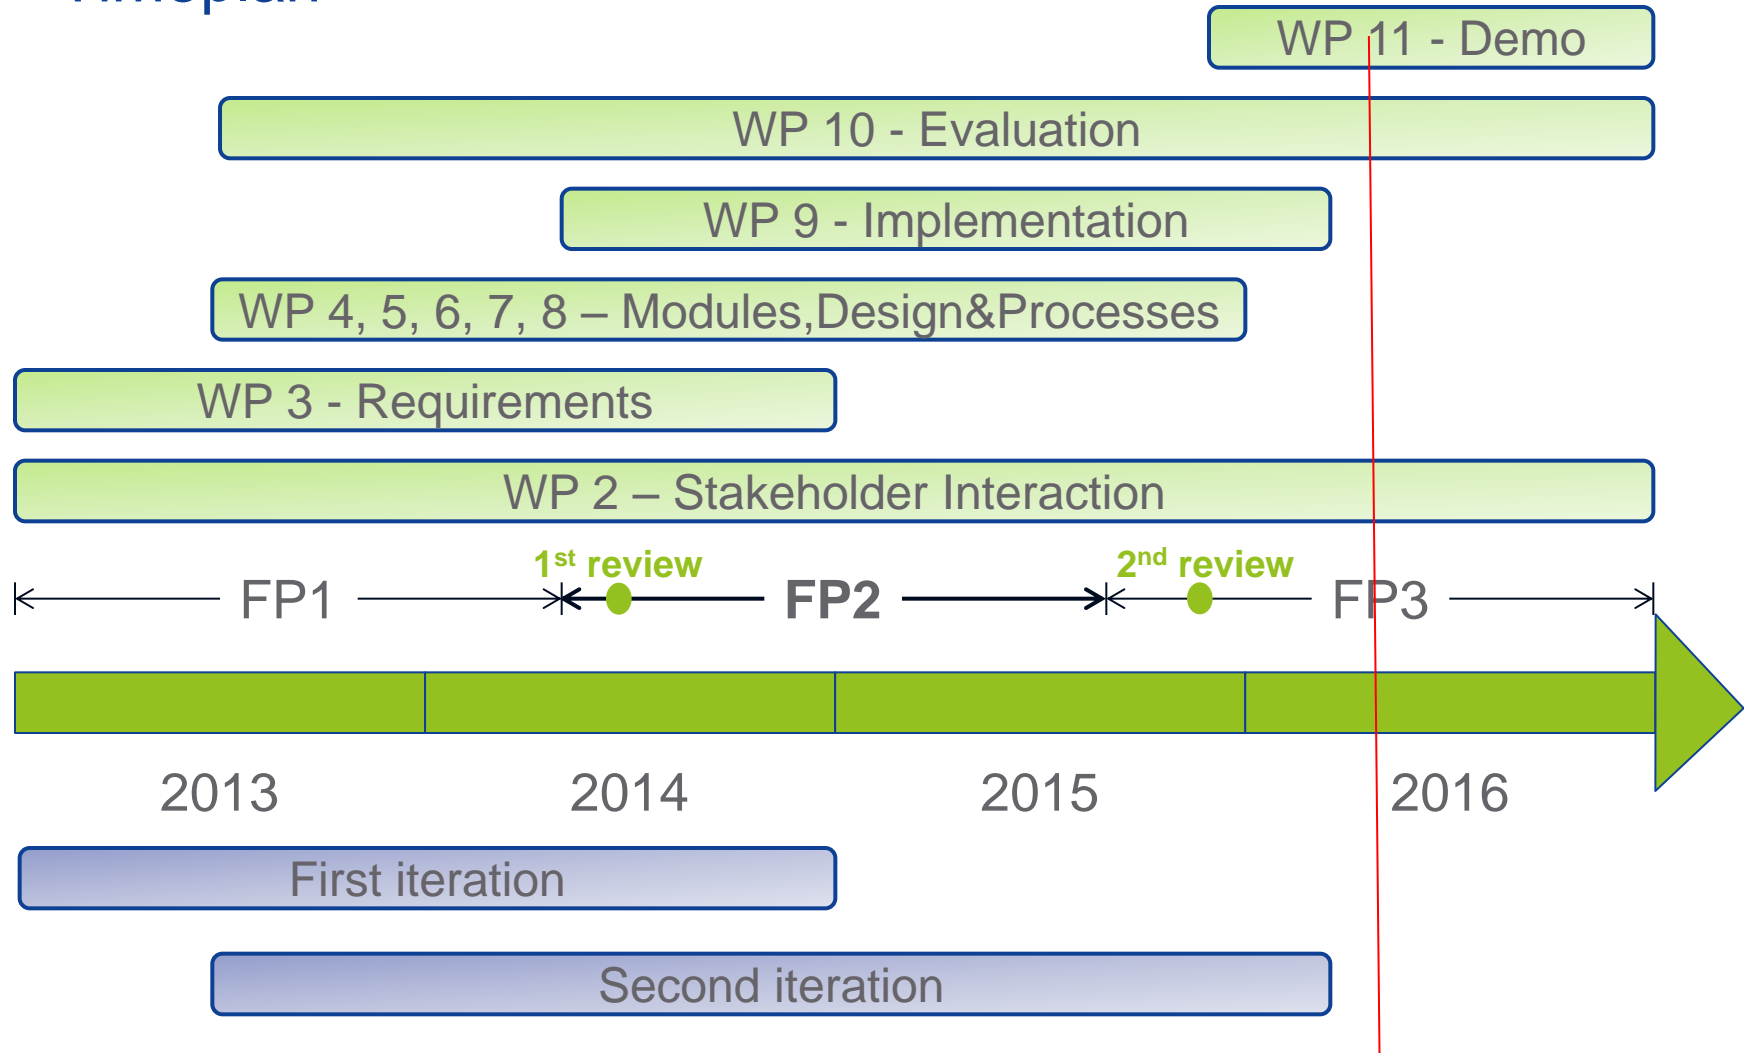 Timeplan
WP 11 - Demo
WP 10 - Evaluation
WP 9 - Implementation
WP 4, 5, 6, 7, 8 – Modules,Design&Processes
WP 3 - Requirements
WP 2 – Stakeholder Interaction
1st review
2nd review
FP1
FP2
FP3
2013
2014
2015
2016
First iteration
Second iteration